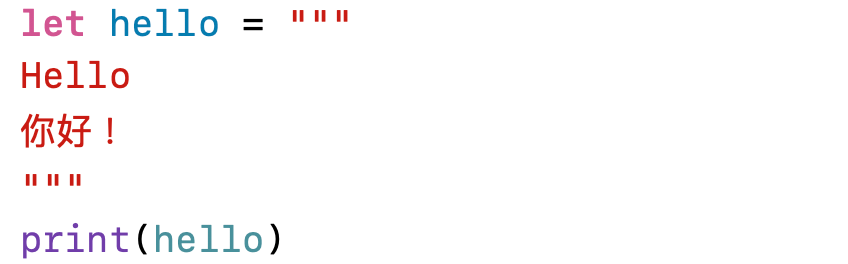 let hello = """
Hello
你好！
"""
print(hello)